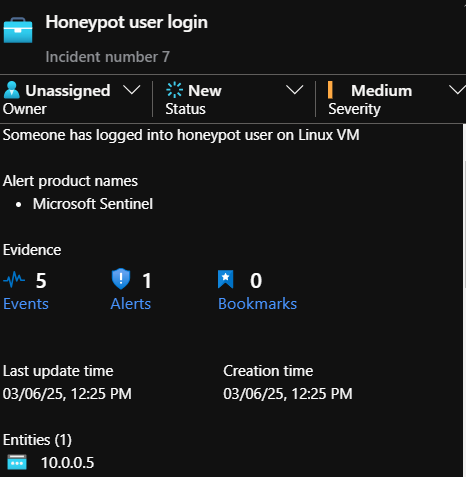 Honeypot user login
Incident number 7
Unassigned New Medium
Owner Status Severity
Someone has logged into honeypot user on Linux VM
Alert product names
• Microsoft Sentinel
Evidence
5 1 0
Events Alerts Bookmarks
Last update time Creation time
03/06/25, 12:25 PM 03/06/25, 12:25 PM
Entities (1)
10.0.0.5